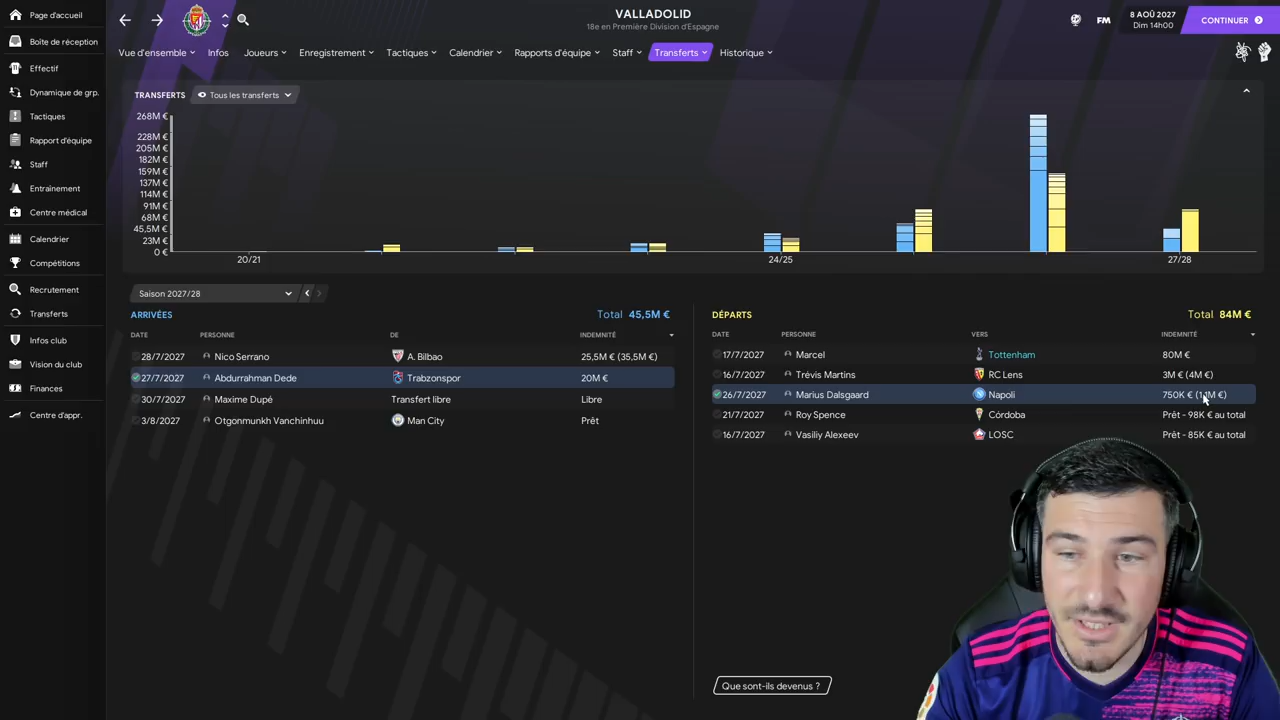 Page d'accueil
Boîte de réception
Effectif
Dynamique de grp.
Tactiques
Rapport d'équipe
Staff
Entraînement
Centre médical
Calendrier
Compétitions
Recrutement
Transferts
Infos club
Vision du club
Finances
Centre d'appr.
VALLADOLID
18e en Première Division d'Espagne
FM
8 AOÛ 2027
Dim 14h00
CONTINUER
Vue d'ensemble Infos Joueurs Enregistrement Tactiques Calendrier Rapports d'équipe Staff Transferts Historique
TRANSFERTS Tous les transferts
268M €
228M €
205M €
182M €
159M €
137M €
114M €
91M €
68M €
45,5M €
23M €
0 €
20/21 24/25 27/28
Saison 2027/28
ARRIVÉES Total 45,5M €
DATE PERSONNE DE INDEMNITÉ
28/7/2027 Nico Serrano A. Bilbao 25,5M € (35,5M €)
27/7/2027 Abdurrahman Dede Trabzonspor 20M €
30/7/2027 Maxime Dupé Transfert libre Libre
3/8/2027 Otgonmunkh Vanchinhuu Man City Prêt
DÉPARTS Total 84M €
DATE PERSONNE VERS INDEMNITÉ
17/7/2027 Marcel Tottenham 80M €
16/7/2027 Trévis Martins RC Lens 3M € (4M €)
26/7/2027 Marius Dalsgaard Napoli 750K €
21/7/2027 Roy Spence Córdoba Prêt - 98K € au total
16/7/2027 Vasiliy Alexeev LOSC Prêt - 85K € au total
Que sont-ils devenus ?